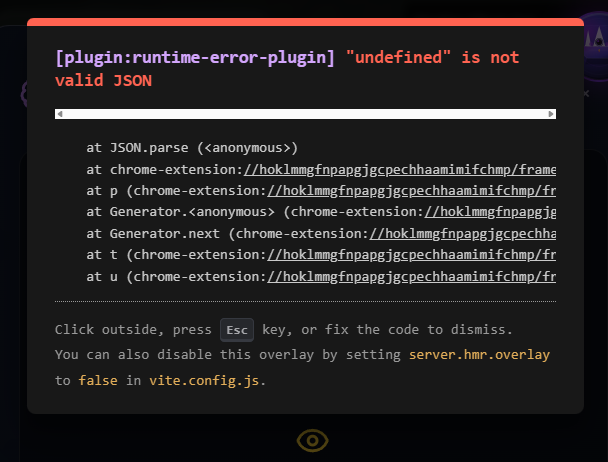 [plugin:runtime-error-plugin] "undefined" is not
valid JSON
at JSON.parse (<anonymous>)
at chrome-extension://hoklmmgfnpapgjgcpechhaamimifchmp/frame
at p (chrome-extension://hoklmmgfnpapgjgcpechhaamimifchmp/fr
at Generator.<anonymous> (chrome-extension://hoklmmgfnpapgjg
at Generator.next (chrome-extension://hoklmmgfnpapgjgcpechha
at t (chrome-extension://hoklmmgfnpapgjgcpechhaamimifchmp/fr
at u (chrome-extension://hoklmmgfnpapgjgcpechhaamimifchmp/fr
Click outside, press Esc key, or fix the code to dismiss.
You can also disable this overlay by setting server.hmr.overlay
to false in vite.config.js.